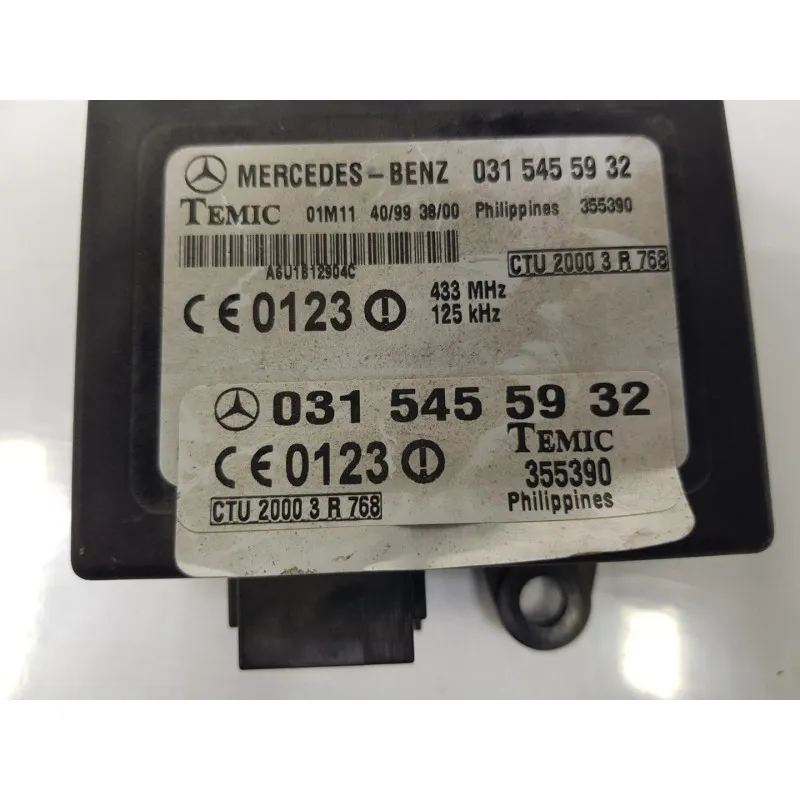 MERCEDES-BENZ 031 545 59 32
TEMIC 01M11 40/99 38/00 Philippines 355390
A6U1812904C
CTU 2000 3 R 768
CE 0123 433 MHz
125 kHz
031 545 59 32
TEMIC
CE 0123 355390
CTU 2000 3 R 768 Philippines